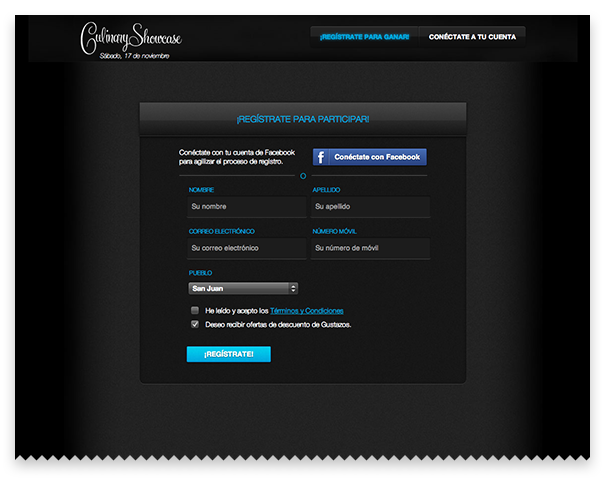 Culinary Showcase
Sábado, 17 de noviembre
¡REGÍSTRATE PARA GANAR! CONÉCTATE A TU CUENTA
¡REGÍSTRATE PARA PARTICIPAR!
Conéctate con tu cuenta de Facebook
para agilizar el proceso de registro.
f Conéctate con Facebook
O
NOMBRE APELLIDO
Su nombre Su apellido
CORREO ELECTRÓNICO NÚMERO MÓVIL
Su correo electrónico Su número de móvil
PUEBLO
San Juan
He leído y acepto los Términos y Condiciones
Deseo recibir ofertas de descuento de Gustazos.
¡REGÍSTRATE!